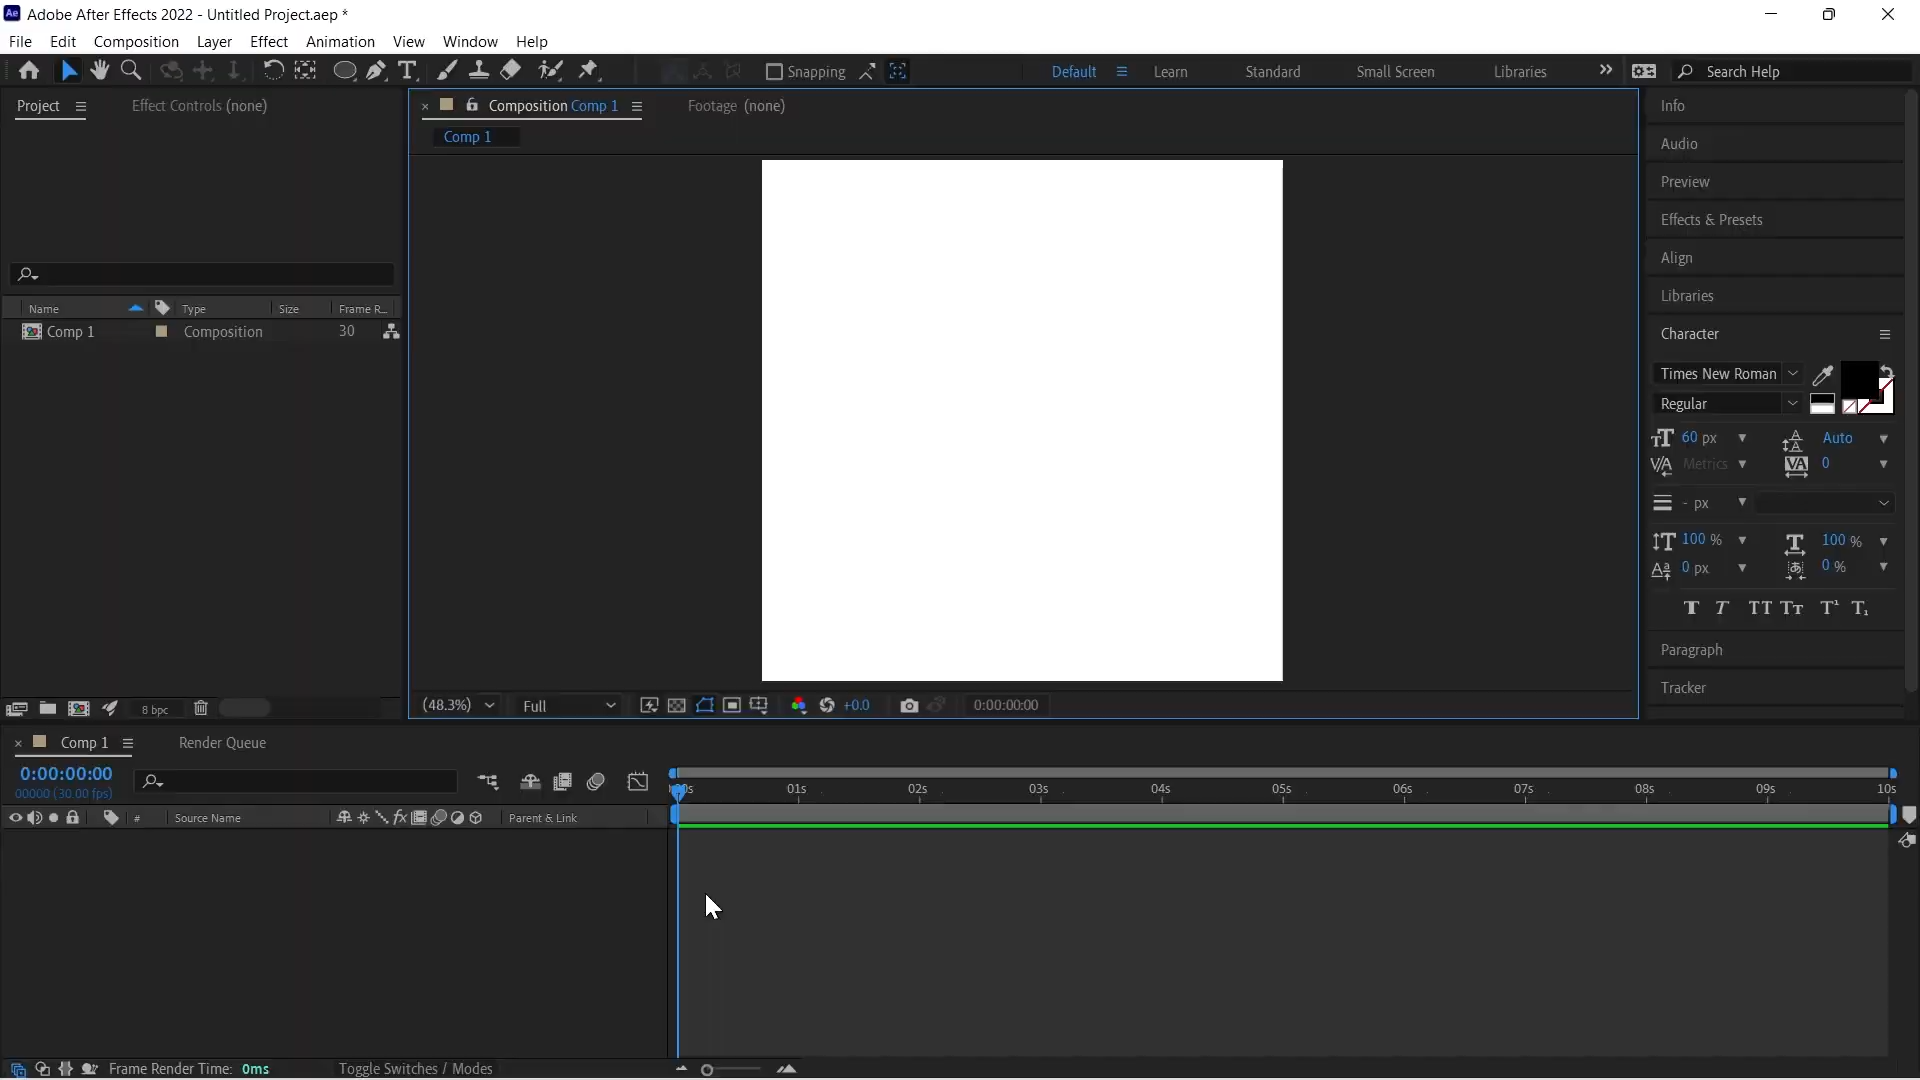 Ae Adobe After Effects 2022 - Untitled Project.aep *
File Edit Composition Layer Effect Animation View Window Help
Snapping Default Learn Standard Small Screen Libraries Search Help
Project Effect Controls (none) Composition Comp 1 Footage (none)
Comp 1
Name Type Size Frame R...
Comp 1 Composition 30
8 bpc
(48.3%) Full +0.0 0:00:00:00
Info
Audio
Preview
Effects & Presets
Align
Libraries
Character
Times New Roman
Regular
60 px Auto
Metrics 0
- px
100 % 100 %
0 px 0 %
Paragraph
Tracker
Comp 1 Render Queue
0:00:00:00
00000 (30.00 fps)
01s 02s 03s 04s 05s 06s 07s 08s 09s 10s
# Source Name Parent & Link
Frame Render Time: 0ms Toggle Switches / Modes